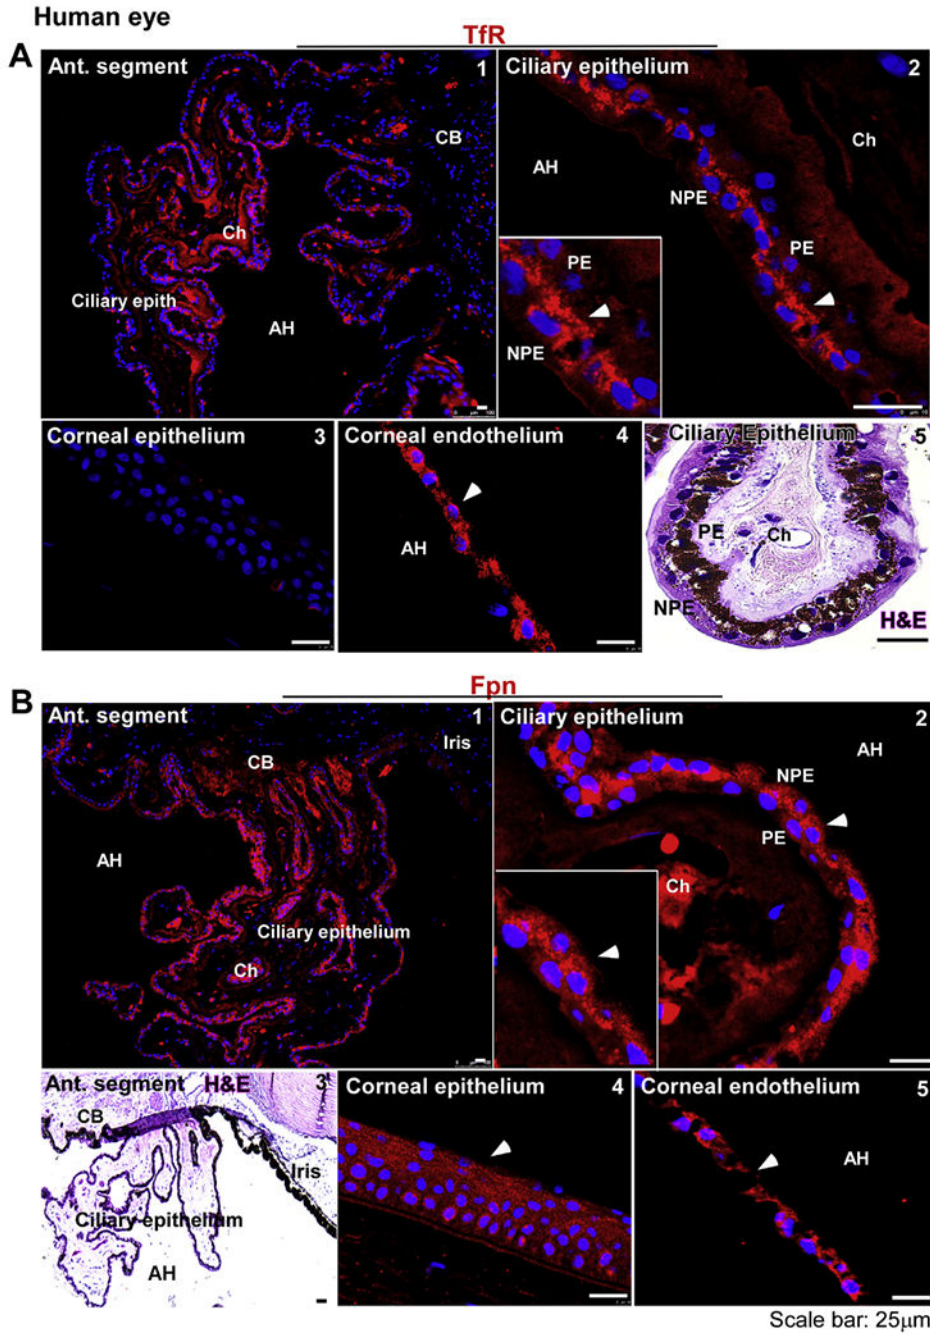 Human eye
A
TfR
Ant. segment 1
CB
Ch
Ciliary epith
AH
Ciliary epithelium 2
Ch
AH
NPE
PE
PE
NPE
Corneal epithelium 3
Corneal endothelium 4
AH
Ciliary Epithelium 5
PE
Ch
NPE
H&E
B
Fpn
Ant. segment 1
Iris
CB
AH
Ciliary epithelium
Ch
Ciliary epithelium 2
AH
NPE
PE
Ch
Ant. segment H&E 3
CB
Iris
Ciliary epithelium
AH
Corneal epithelium 4
Corneal endothelium 5
AH
Scale bar: 25μm